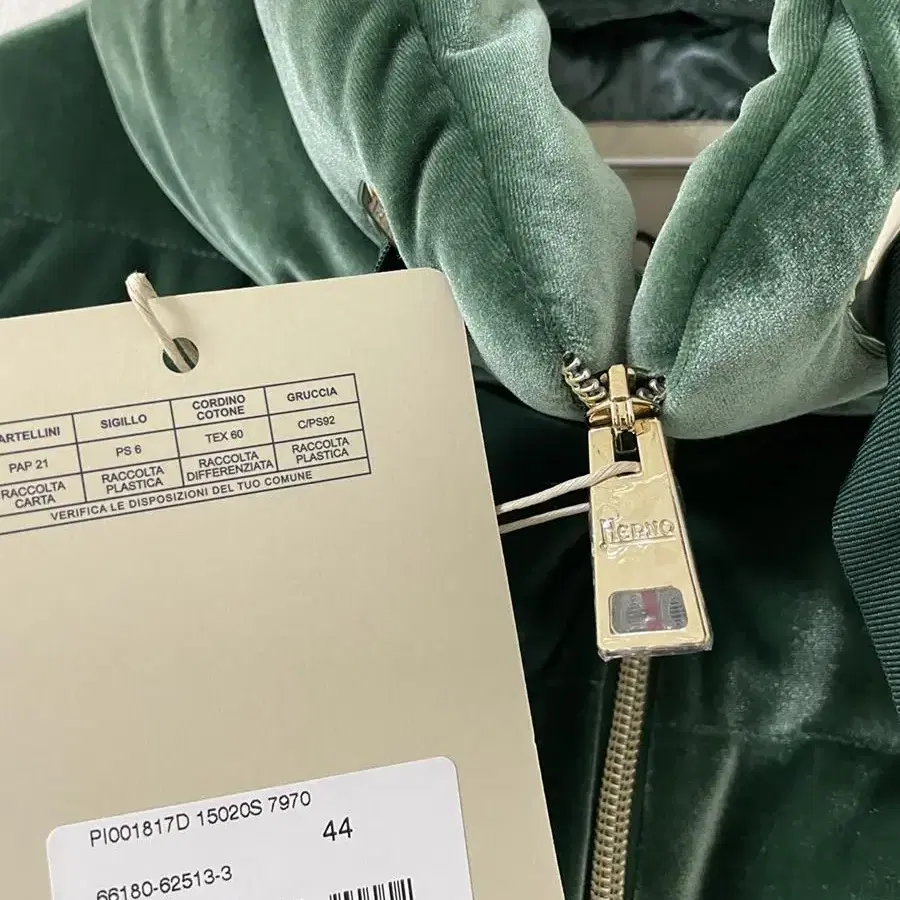 ARTELLINI SIGILLO CORDINO COTONE GRUCCIA
PAP 21 PS 6 TEX 60 C/PS92
RACCOLTA CARTA RACCOLTA PLASTICA RACCOLTA DIFFERENZIATA RACCOLTA PLASTICA
VERIFICA LE DISPOSIZIONI DEL TUO COMUNE
HERNO
PI001817D 15020S 7970
44
66180-62513-3